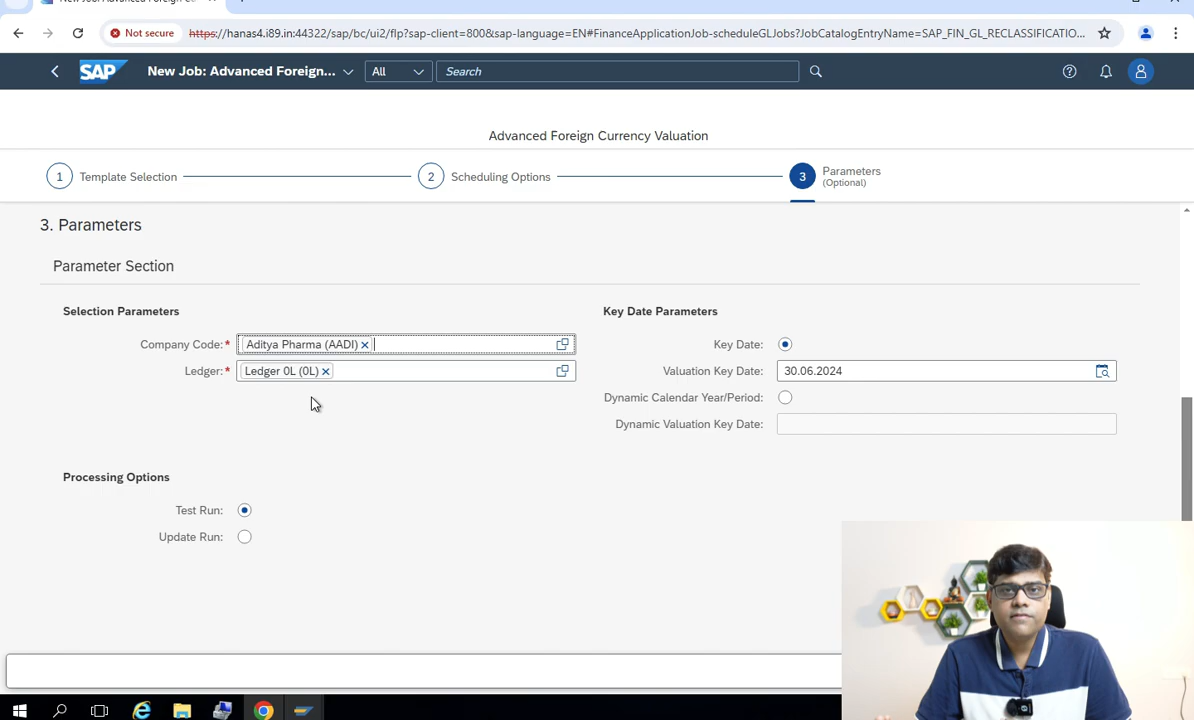 Not secure
https://hanas4.i89.in:44322/sap/bc/ui2/flp?sap-client=800&sap-language=EN#FinanceApplicationJob-scheduleGLJobs?JobCatalogEntryName=SAP_FIN_GL_RECLASSIFICATIO...
SAP New Job: Advanced Foreign... All Search
Advanced Foreign Currency Valuation
1 Template Selection 2 Scheduling Options 3 Parameters
(Optional)
3. Parameters
Parameter Section
Selection Parameters Key Date Parameters
Company Code:* Aditya Pharma (AADI) Key Date:
Ledger:* Ledger 0L (0L) Valuation Key Date: 30.06.2024
Dynamic Calendar Year/Period:
Dynamic Valuation Key Date:
Processing Options
Test Run:
Update Run: